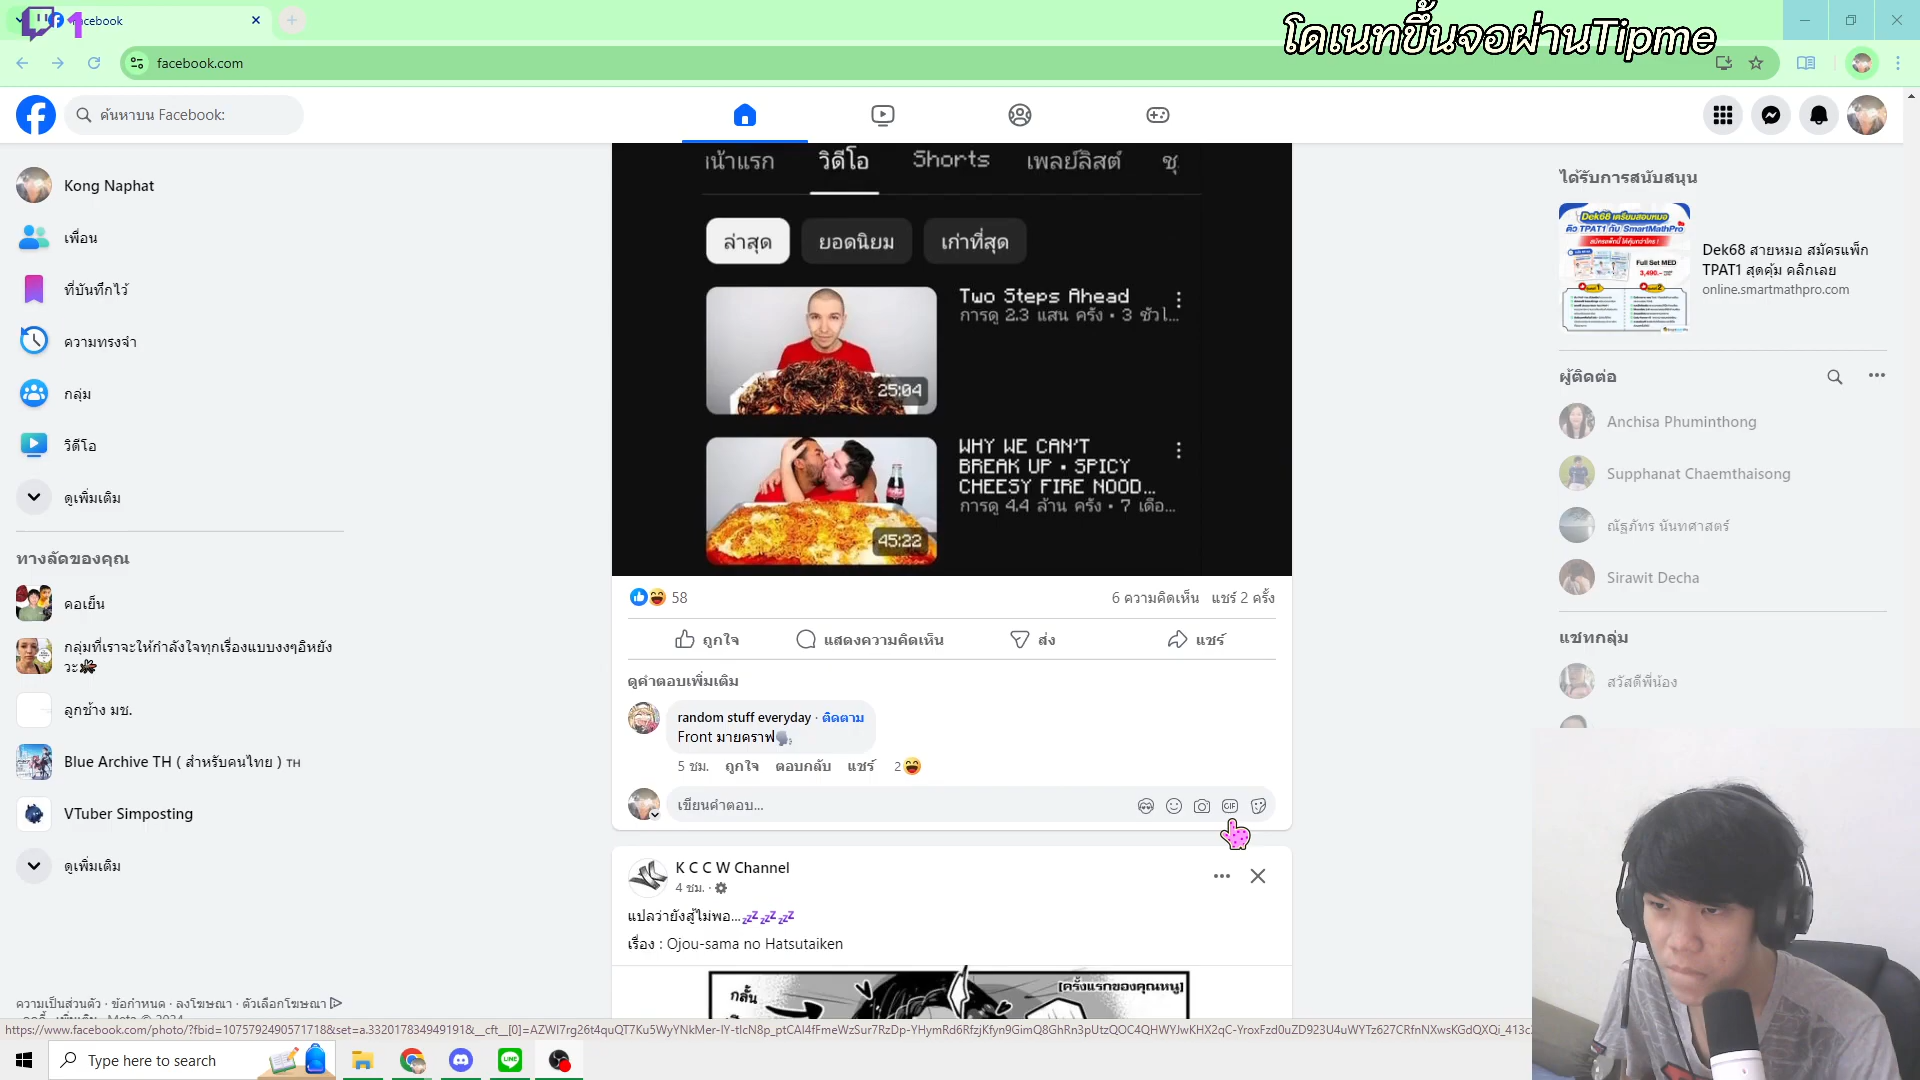 1
Facebook
โดเนทขึ้นจอผ่านTipme
facebook.com
ค้นหาบน Facebook:
Kong Naphat
เพื่อน
ที่บันทึกไว้
ความทรงจำ
กลุ่ม
วิดีโอ
ดูเพิ่มเติม
ทางลัดของคุณ
คอเย็น
กลุ่มที่เราจะให้กำลังใจทุกเรื่องแบบงงๆอิหยัง
วะ
ลูกช้าง มช.
Blue Archive TH ( สำหรับคนไทย ) TH
VTuber Simposting
ดูเพิ่มเติม
ความเป็นส่วนตัว · ข้อกำหนด · ลงโฆษณา · ตัวเลือกโฆษณา
วิดีโอ
Shorts
เพลย์ลิสต์
ล่าสุด
ยอดนิยม
เก่าที่สุด
Two Steps Ahead
การดู 2.3 แสน ครั้ง • 3 ชั่วโ...
25:04
WHY WE CAN'T
BREAK UP • SPICY
CHEESY FIRE NOOD...
การดู 4.4 ล้าน ครั้ง • 7 เดือ...
45:22
58
6 ความคิดเห็น แชร์ 2 ครั้ง
ถูกใจ
แสดงความคิดเห็น
ส่ง
แชร์
ดูคำตอบเพิ่มเติม
random stuff everyday · ติดตาม
Front มายคราฟ
5 ชม. ถูกใจ ตอบกลับ แชร์ 2
เขียนคำตอบ...
GIF
K C C W Channel
4 ชม. ·
แปลว่ายังสู้ไม่พอ...
เรื่อง : Ojou-sama no Hatsutaiken
กลั้น
[ครั้งแรกของคุณหนู]
ได้รับการสนับสนุน
Dek68 เตรียมสอบหมอ
ติว TPAT1 กับ SmartMathPro
Full Set MED
3,490.-
Dek68 สายหมอ สมัครแพ็ก
TPAT1 สุดคุ้ม คลิกเลย
online.smartmathpro.com
ผู้ติดต่อ
Anchisa Phuminthong
Supphanat Chaemthaisong
ณัฐภัทร นันทศาสตร์
Sirawit Decha
แชทกลุ่ม
สวัสดีพี่น้อง
Type here to search
LINE